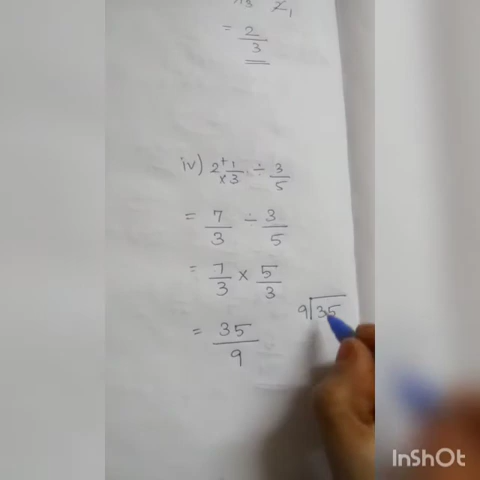 = 2/3
iv) 2 + 1/3 ÷ 3/5
×
= 7/3 ÷ 3/5
= 7/3 × 5/3
= 35/9
9 35
InShOt